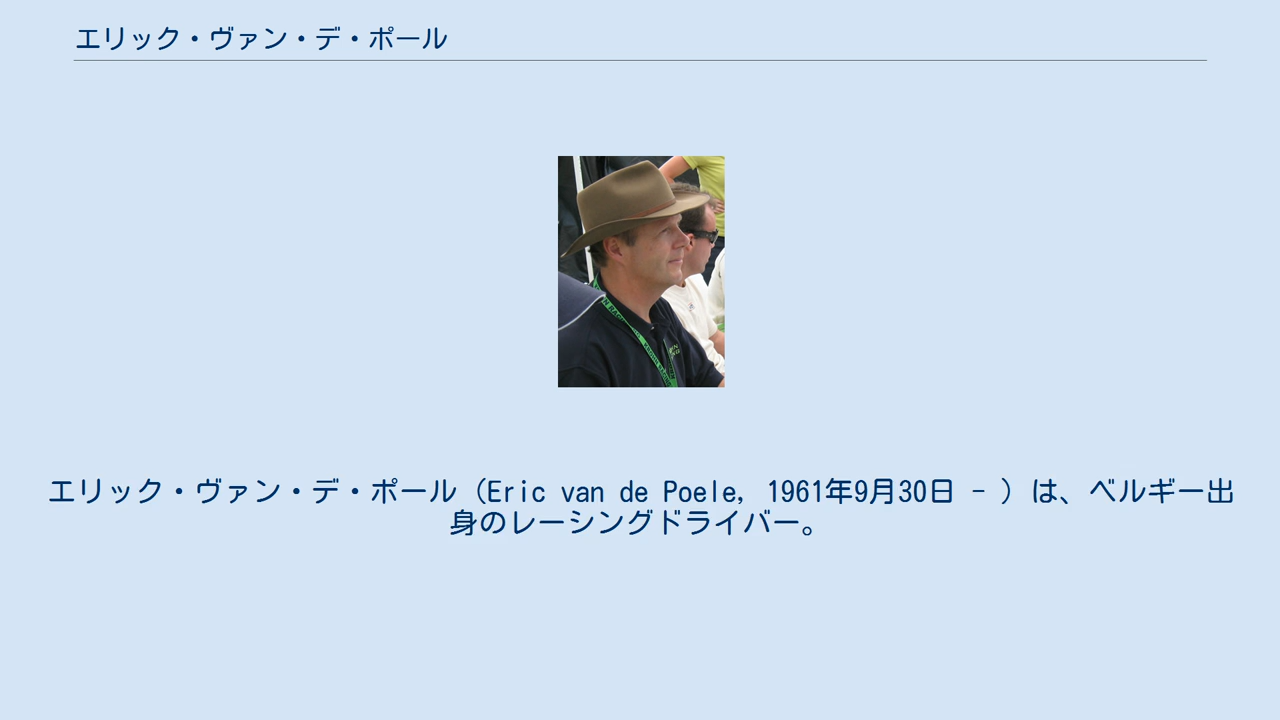 エリック・ヴァン・デ・ポール
エリック・ヴァン・デ・ポール（Eric van de Poele, 1961年9月30日 - ）は、ベルギー出
身のレーシングドライバー。